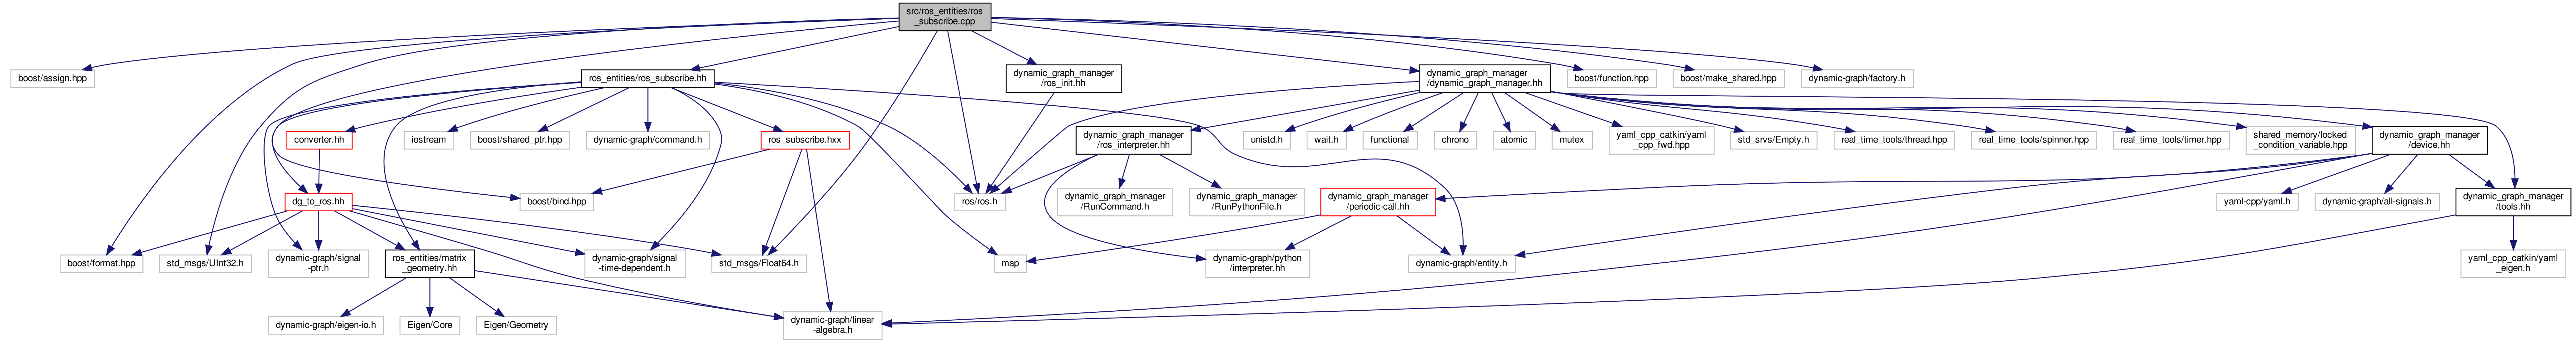 src/ros_entities/ros
_subscribe.cpp
boost/assign.hpp
ros_entities/ros_subscribe.hh
dynamic_graph_manager
/ros_init.hh
dynamic_graph_manager
/dynamic_graph_manager.hh
boost/function.hpp
boost/make_shared.hpp
dynamic-graph/factory.h
converter.hh
iostream
boost/shared_ptr.hpp
dynamic-graph/command.h
ros_subscribe.hxx
dynamic_graph_manager
/ros_interpreter.hh
unistd.h
wait.h
functional
chrono
atomic
mutex
yaml_cpp_catkin/yaml
_cpp_fwd.hpp
std_srvs/Empty.h
real_time_tools/thread.hpp
real_time_tools/spinner.hpp
real_time_tools/timer.hpp
shared_memory/locked
_condition_variable.hpp
dynamic_graph_manager
/device.hh
dg_to_ros.hh
boost/bind.hpp
ros/ros.h
dynamic_graph_manager
/RunCommand.h
dynamic_graph_manager
/RunPythonFile.h
dynamic_graph_manager
/periodic-call.hh
yaml-cpp/yaml.h
dynamic-graph/all-signals.h
dynamic_graph_manager
/tools.hh
boost/format.hpp
std_msgs/UInt32.h
dynamic-graph/signal
-ptr.h
ros_entities/matrix
_geometry.hh
dynamic-graph/signal
-time-dependent.h
std_msgs/Float64.h
map
dynamic-graph/python
/interpreter.hh
dynamic-graph/entity.h
yaml_cpp_catkin/yaml
_eigen.h
dynamic-graph/eigen-io.h
Eigen/Core
Eigen/Geometry
dynamic-graph/linear
-algebra.h